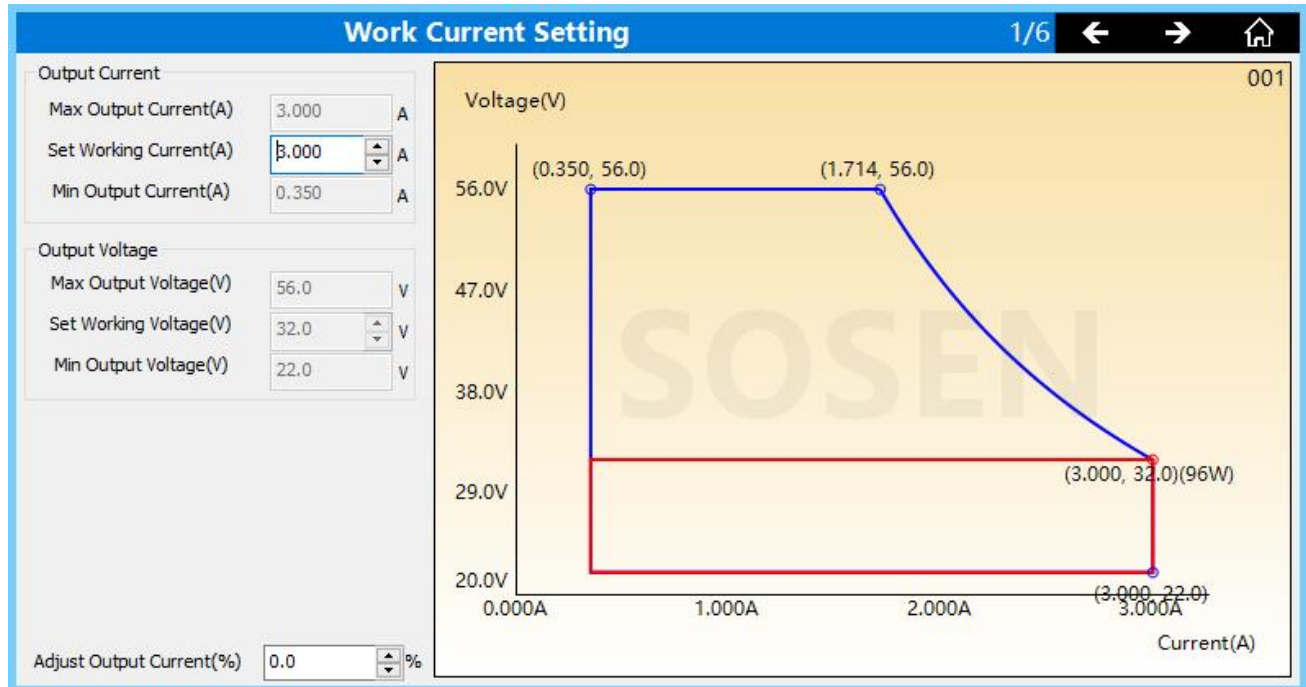 Work Current Setting
1/6
Output Current
Max Output Current(A) 3.000 A
Set Working Current(A) 3.000 A
Min Output Current(A) 0.350 A
Output Voltage
Max Output Voltage(V) 56.0 V
Set Working Voltage(V) 32.0 V
Min Output Voltage(V) 22.0 V
Adjust Output Current(%) 0.0 %
001
Voltage(V)
(0.350, 56.0) (1.714, 56.0)
56.0V
47.0V
SOSEN
38.0V
(3.000, 32.0)(96W)
29.0V
20.0V
(3.000, 22.0)
0.000A 1.000A 2.000A 3.000A
Current(A)